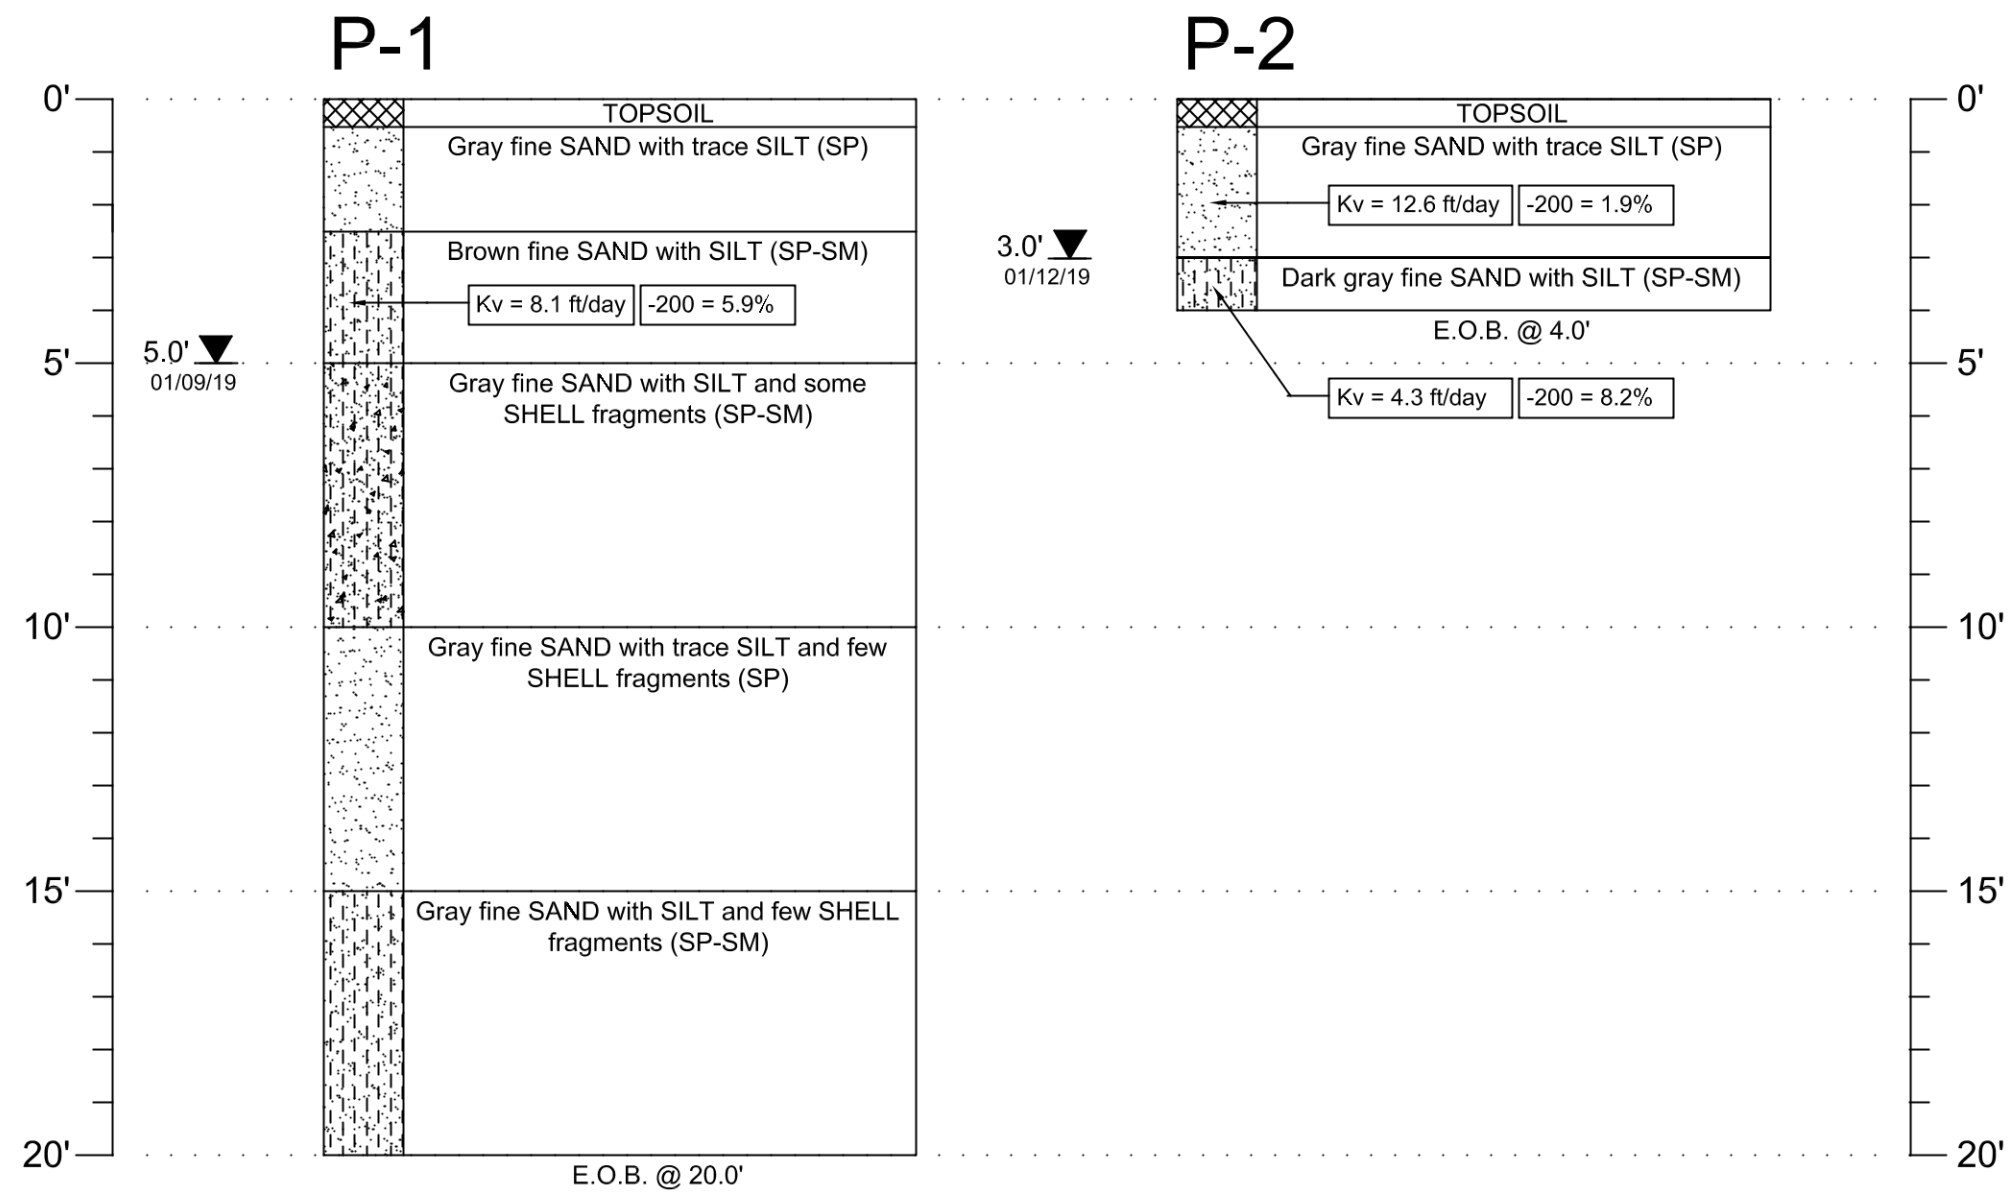 P-1
P-2
0'
TOPSOIL
TOPSOIL
0'
Gray fine SAND with trace SILT (SP)
Gray fine SAND with trace SILT (SP)
Kv = 12.6 ft/day
-200 = 1.9%
Brown fine SAND with SILT (SP-SM)
3.0'
01/12/19
Dark gray fine SAND with SILT (SP-SM)
Kv = 8.1 ft/day
-200 = 5.9%
E.O.B. @ 4.0'
5'
5.0'
01/09/19
5'
Gray fine SAND with SILT and some
SHELL fragments (SP-SM)
Kv = 4.3 ft/day
-200 = 8.2%
10'
10'
Gray fine SAND with trace SILT and few
SHELL fragments (SP)
15'
15'
Gray fine SAND with SILT and few SHELL
fragments (SP-SM)
20'
20'
E.O.B. @ 20.0'